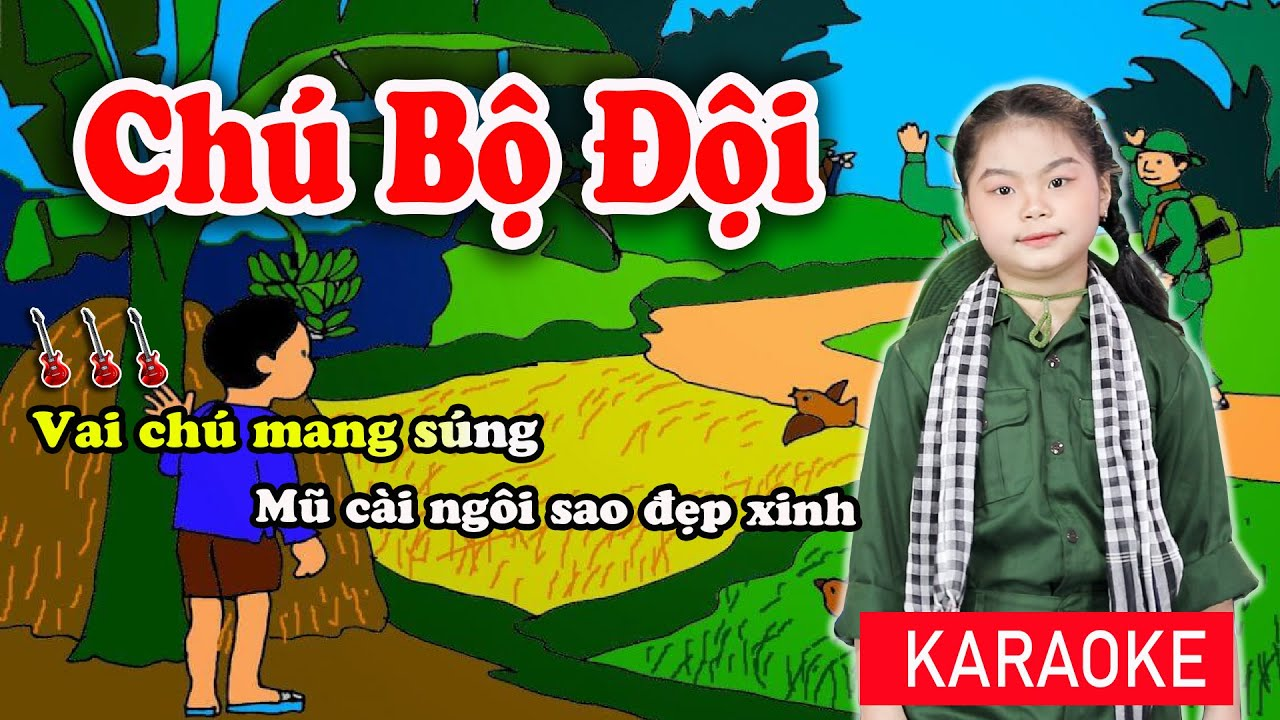 Chú Bộ Đội
Vai chú mang súng
Mũ cài ngôi sao đẹp xinh
KARAOKE